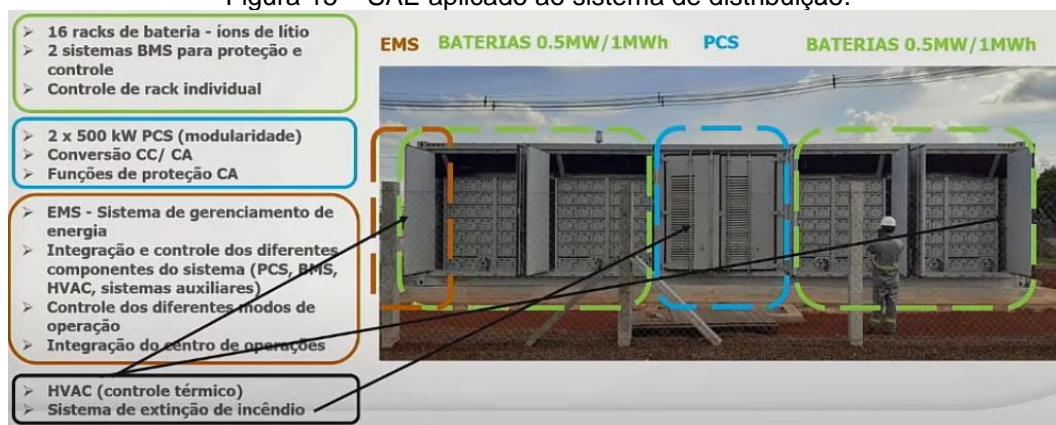 Figura 15 – SAE aplicado ao sistema de distribuição.
➢ 16 racks de bateria - íons de lítio
➢ 2 sistemas BMS para proteção e
controle
➢ Controle de rack individual
➢ 2 x 500 kW PCS (modularidade)
➢ Conversão CC/ CA
➢ Funções de proteção CA
➢ EMS - Sistema de gerenciamento de
energia
➢ Integração e controle dos diferentes
componentes do sistema (PCS, BMS,
HVAC, sistemas auxiliares)
➢ Controle dos diferentes modos de
operação
➢ Integração do centro de operações
➢ HVAC (controle térmico)
➢ Sistema de extinção de incêndio
EMS
BATERIAS 0.5MW/1MWh
PCS
BATERIAS 0.5MW/1MWh